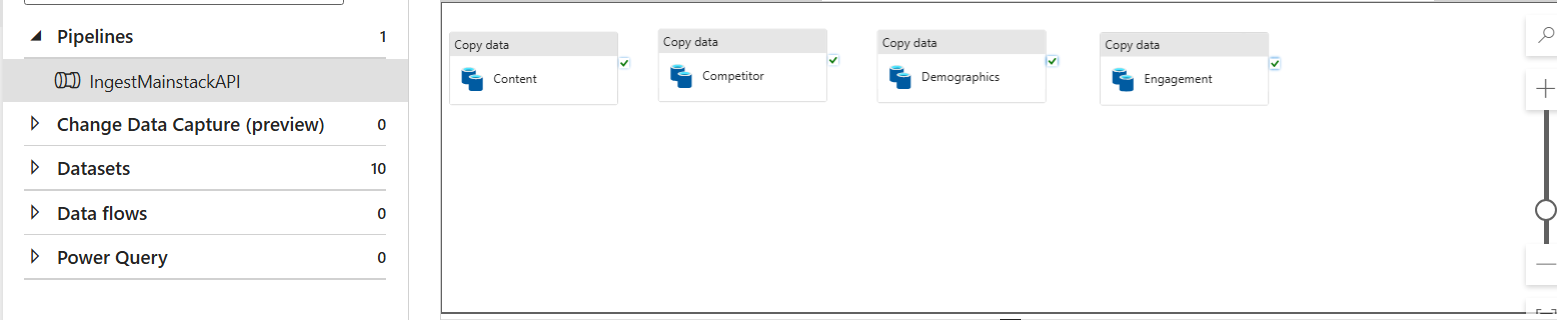 Pipelines 1
IngestMainstackAPI
Change Data Capture (preview) 0
Datasets 10
Data flows 0
Power Query 0
Copy data
Content
Copy data
Competitor
Copy data
Demographics
Copy data
Engagement